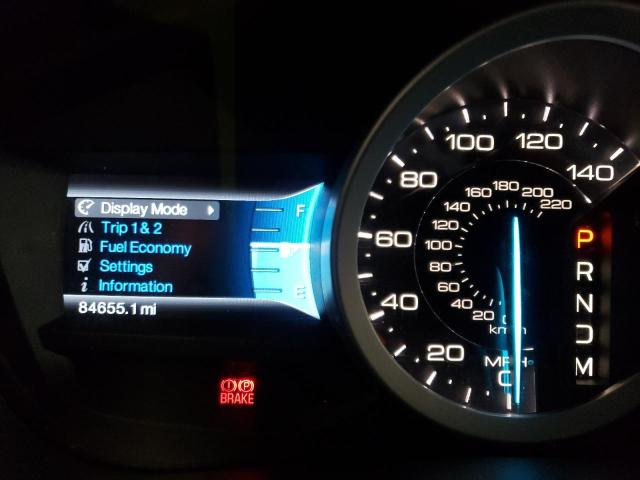 Display Mode
Trip 1 & 2
Fuel Economy
Settings
Information
84655.1 mi
F
E
BRAKE
P
20
40
60
80
100
120
140
20
40
60
80
100
120
140
160
180
200
220
0
MPH
P
R
N
D
M